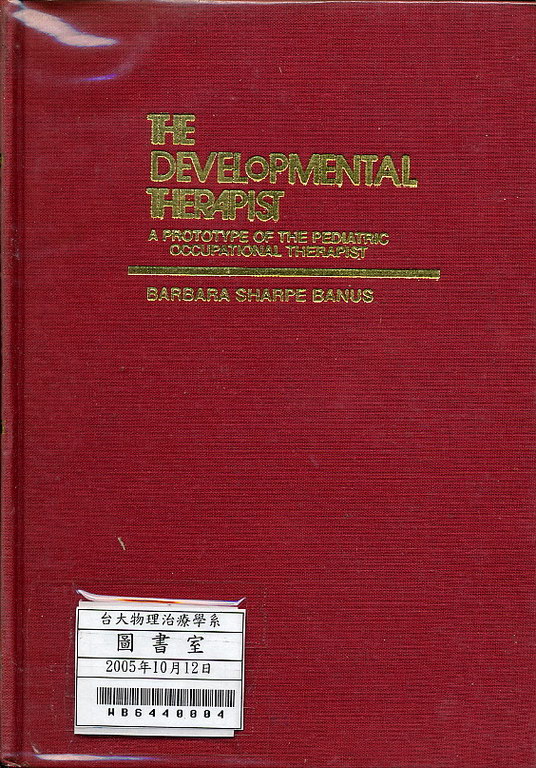 THE
DEVELOPMENTAL
THERAPIST
A PROTOTYPE OF THE PEDIATRIC
OCCUPATIONAL THERAPIST
BARBARA SHARPE BANUS
台大物理治療學系
圖書室
2005年10月12日
WB6440004